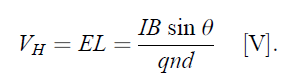 V_H = EL = \frac{IB \sin \theta}{qnd} [V].